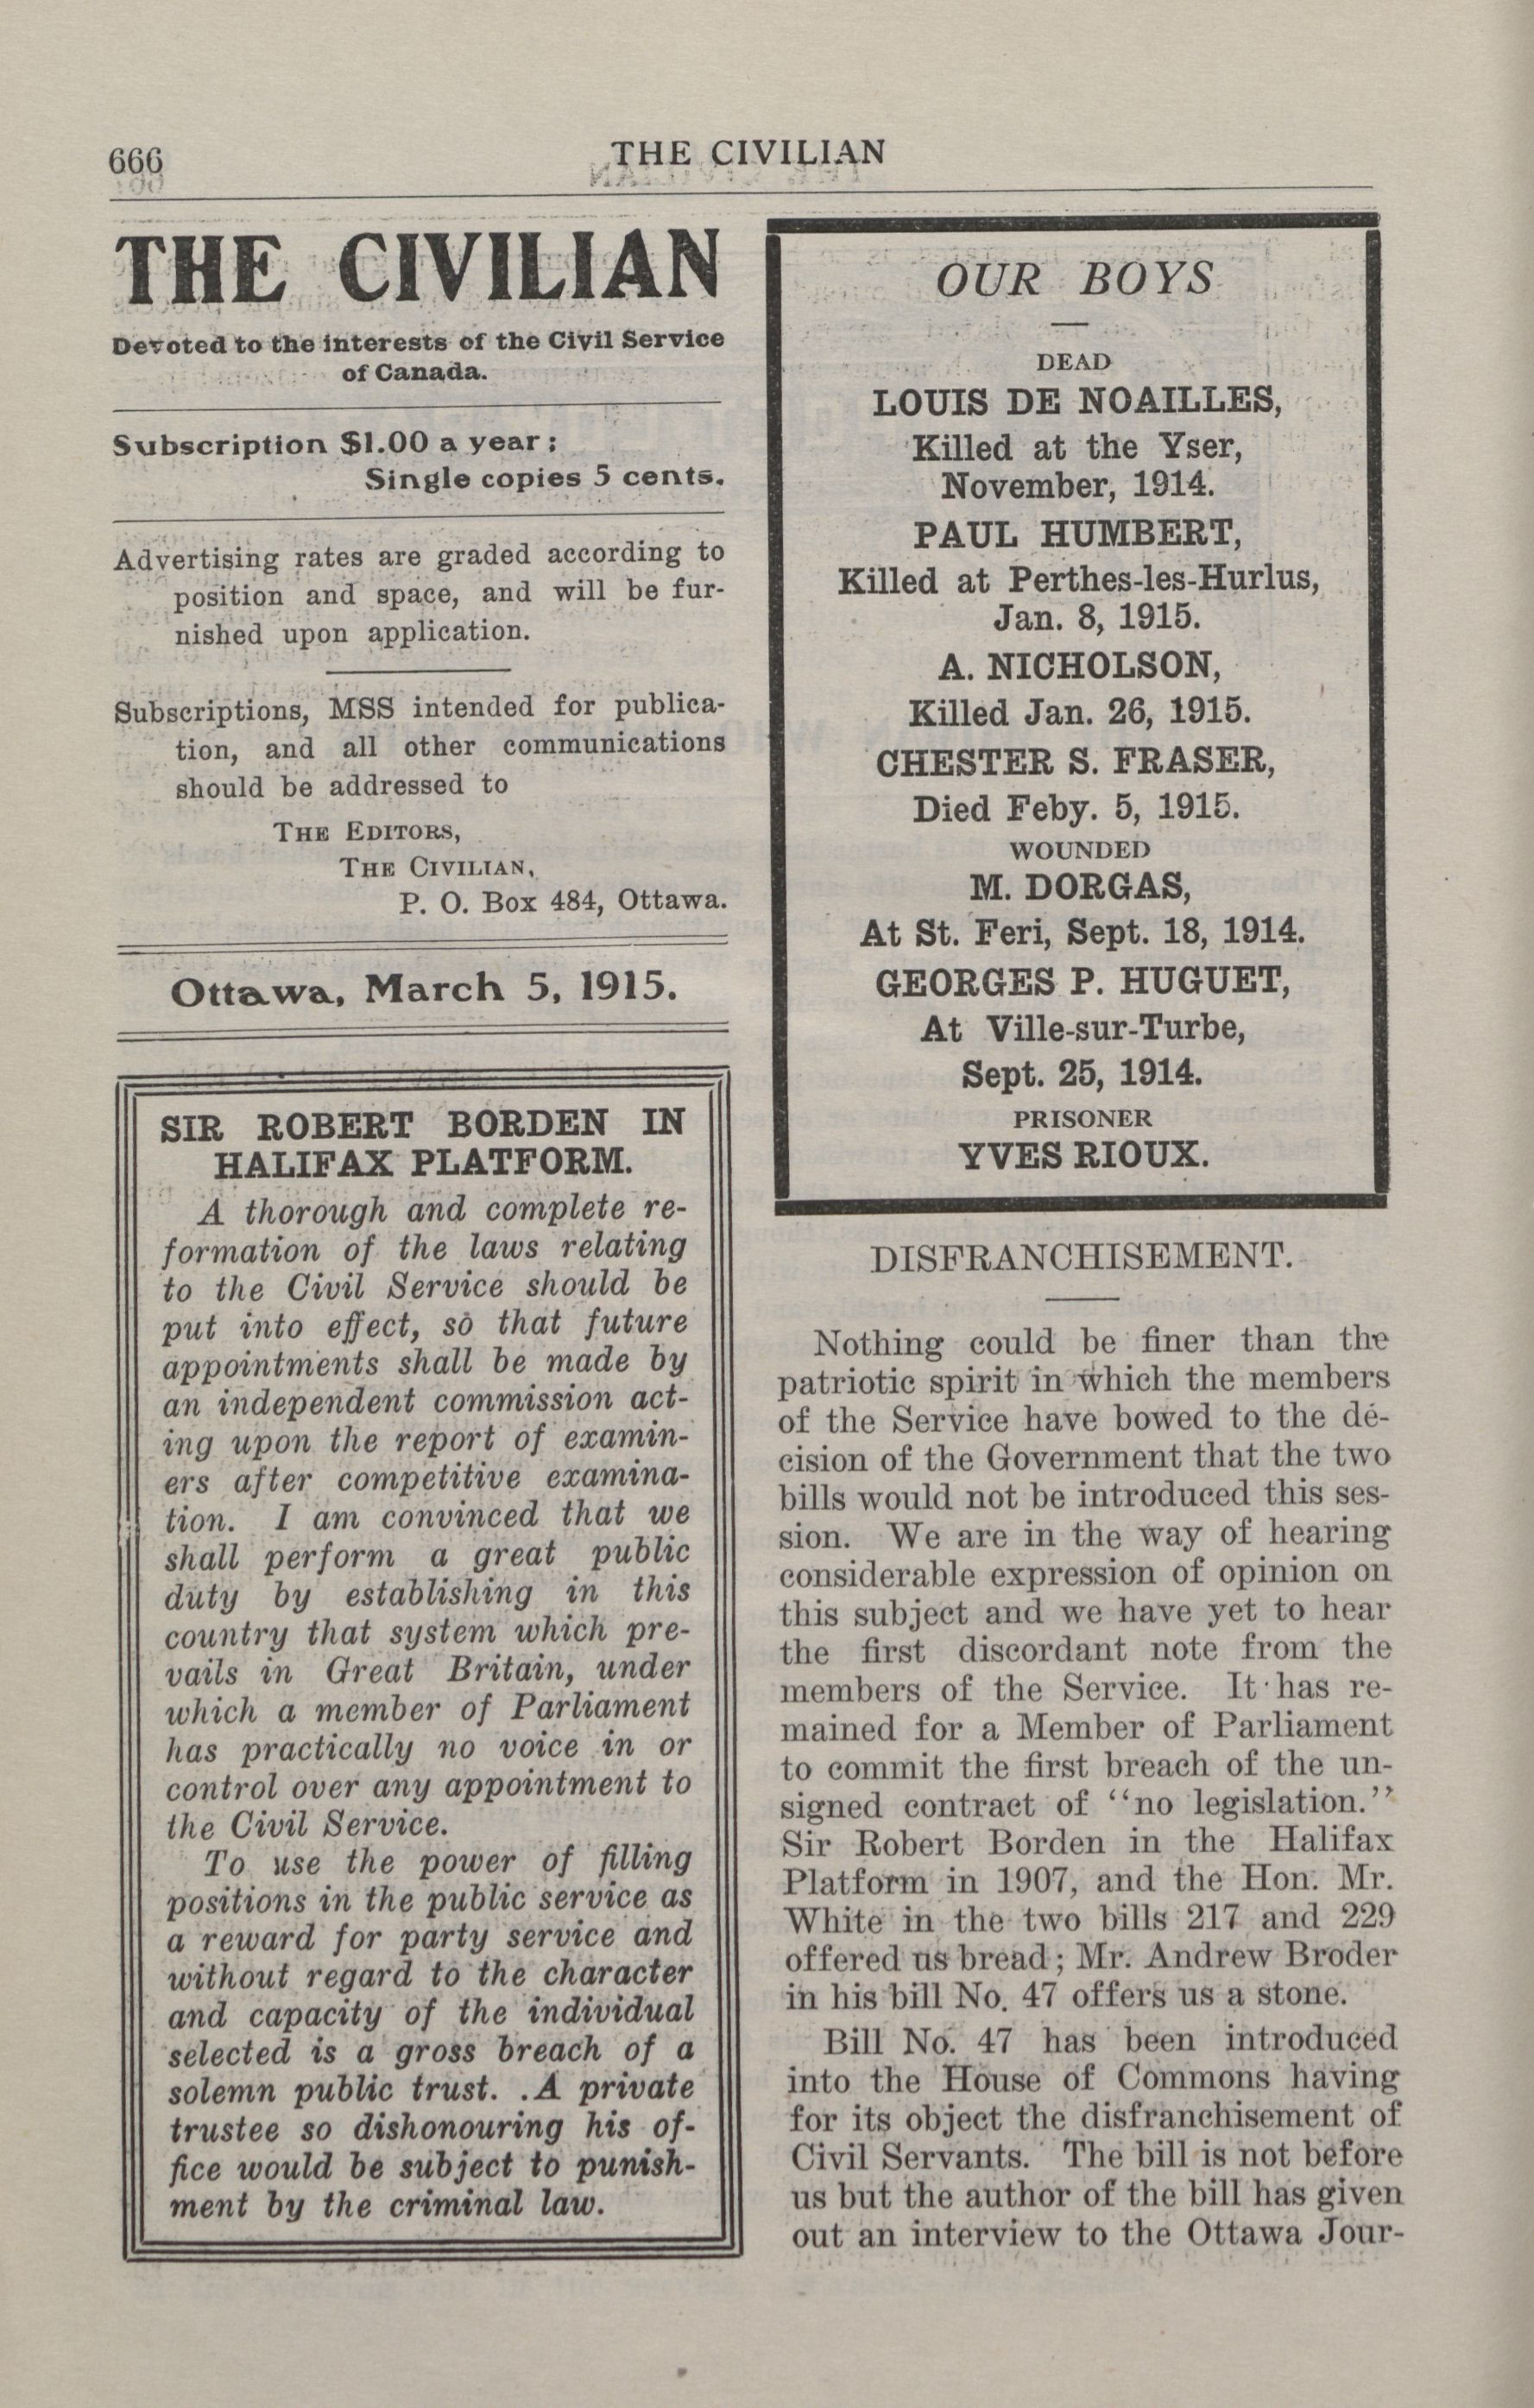 666
THE CIVILIAN
THE CIVILIAN
Devoted to the interests of the Civil Service
of Canada.
Subscription $1.00 a year;
Single copies 5 cents.
Advertising rates are graded according to
position and space, and will be fur-
nished upon application.
Subscriptions, MSS intended for publica-
tion, and all other communications
should be addressed to
THE EDITORS,
THE CIVILIAN,
P. O. Box 484, Ottawa.
Ottawa, March 5, 1915.
SIR ROBERT BORDEN IN
HALIFAX PLATFORM.
A thorough and complete re-
formation of the laws relating
to the Civil Service should be
put into effect, so that future
appointments shall be made by
an independent commission act-
ing upon the report of examin-
ers after competitive examina-
tion. I am convinced that we
shall perform a great public
duty by establishing in this
country that system which pre-
vails in Great Britain, under
which a member of Parliament
has practically no voice in or
control over any appointment to
the Civil Service.
To use the power of filling
positions in the public service as
a reward for party service and
without regard to the character
and capacity of the individual
selected is a gross breach of a
solemn public trust. .A private
trustee so dishonouring his of-
fice would be subject to punish-
ment by the criminal law.
OUR BOYS
DEAD
LOUIS DE NOAILLES,
Killed at the Yser,
November, 1914.
PAUL HUMBERT,
Killed at Perthes-les-Hurlus,
Jan. 8, 1915.
A. NICHOLSON,
Killed Jan. 26, 1915.
CHESTER S. FRASER,
Died Feby. 5, 1915.
WOUNDED
M. DORGAS,
At St. Feri, Sept. 18, 1914.
GEORGES P. HUGUET,
At Ville-sur-Turbe,
Sept. 25, 1914.
PRISONER
YVES RIOUX.
DISFRANCHISEMENT.
Nothing could be finer than the
patriotic spirit in which the members
of the Service have bowed to the de-
cision of the Government that the two
bills would not be introduced this ses-
sion. We are in the way of hearing
considerable expression of opinion on
this subject and we have yet to hear
the first discordant note from the
members of the Service. It has re-
mained for a Member of Parliament
to commit the first breach of the un-
signed contract of "no legislation."
Sir Robert Borden in the Halifax
Platform in 1907, and the Hon. Mr.
White in the two bills 217 and 229
offered us bread; Mr. Andrew Broder
in his bill No. 47 offers us a stone.
Bill No. 47 has been introduced
into the House of Commons having
for its object the disfranchisement of
Civil Servants. The bill is not before
us but the author of the bill has given
out an interview to the Ottawa Jour-